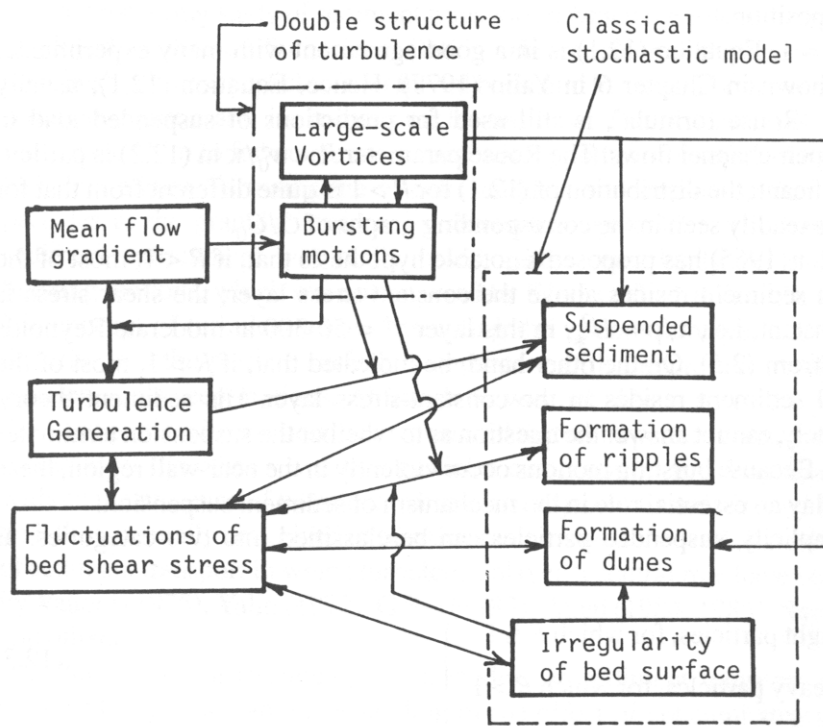 Double structure
of turbulence
Classical
stochastic model
Large-scale
Vortices
Mean flow
gradient
Bursting
motions
Suspended
sediment
Turbulence
Generation
Formation
of ripples
Fluctuations of
bed shear stress
Formation
of dunes
Irregularity
of bed surface